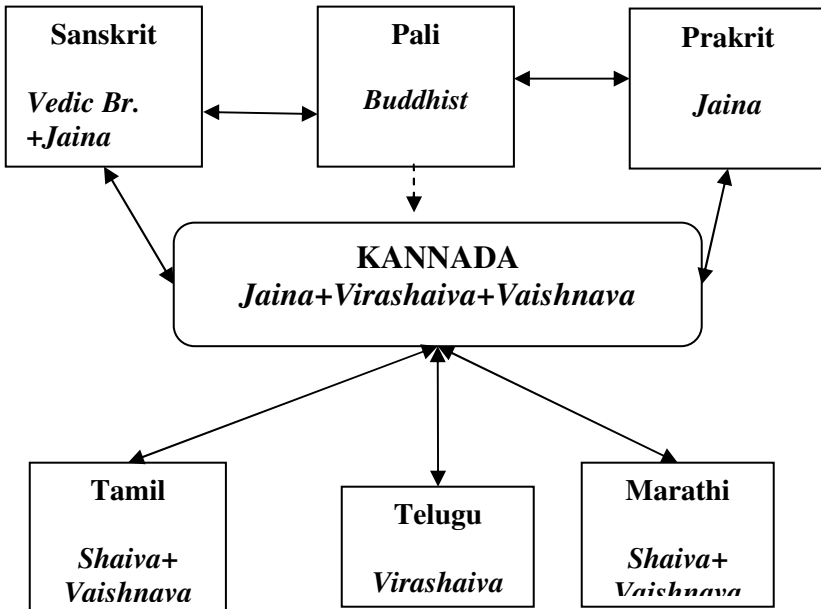 Sanskrit
Vedic Br.
+Jaina
Pali
Buddhist
Prakrit
Jaina
KANNADA
Jaina+Virashaiva+Vaishnava
Tamil
Shaiva+
Vaishnava
Telugu
Virashaiva
Marathi
Shaiva+
Vaishnava